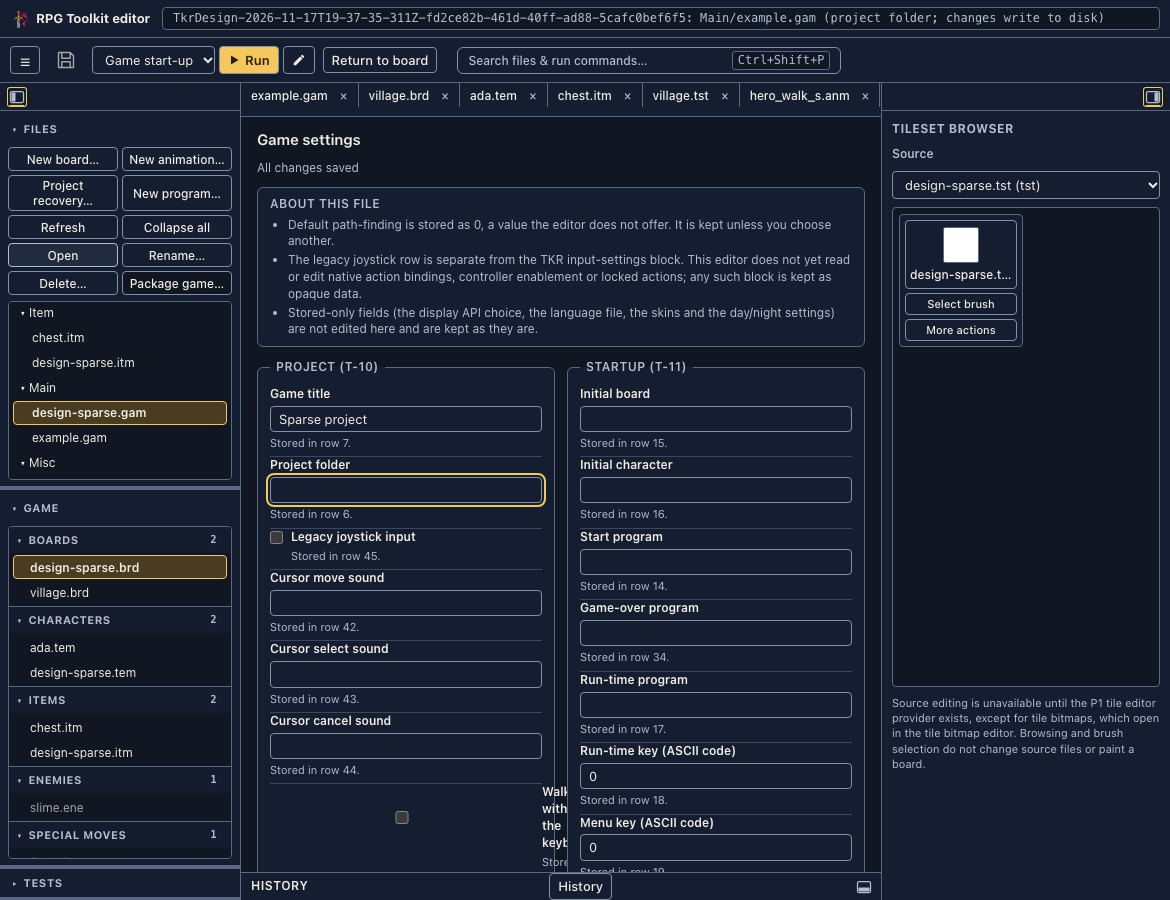 RPG Toolkit editor
TkrDesign-2026-11-17T19-37-35-311Z-fd2ce82b-461d-40ff-ad88-5cafc0bef6f5: Main/example.gam (project folder; changes write to disk)
Game start-up
Run
Return to board
Search files & run commands...
Ctrl+Shift+P
FILES
New board...
New animation...
Project recovery...
New program...
Refresh
Collapse all
Open
Rename...
Delete...
Package game...
Item
chest.itm
design-sparse.itm
Main
design-sparse.gam
example.gam
Misc
GAME
BOARDS 2
design-sparse.brd
village.brd
CHARACTERS 2
ada.tem
design-sparse.tem
ITEMS 2
chest.itm
design-sparse.itm
ENEMIES 1
slime.ene
SPECIAL MOVES 1
TESTS
example.gam ×
village.brd ×
ada.tem ×
chest.itm ×
village.tst ×
hero_walk_s.anm ×
Game settings
All changes saved
ABOUT THIS FILE
• Default path-finding is stored as 0, a value the editor does not offer. It is kept unless you choose
another.
• The legacy joystick row is separate from the TKR input-settings block. This editor does not yet read
or edit native action bindings, controller enablement or locked actions; any such block is kept as
opaque data.
• Stored-only fields (the display API choice, the language file, the skins and the day/night settings)
are not edited here and are kept as they are.
PROJECT (T-10)
Game title
Sparse project
Stored in row 7.
Project folder
Stored in row 6.
Legacy joystick input
Stored in row 45.
Cursor move sound
Stored in row 42.
Cursor select sound
Stored in row 43.
Cursor cancel sound
Stored in row 44.
Walk
with
the
keyb
Store
STARTUP (T-11)
Initial board
Stored in row 15.
Initial character
Stored in row 16.
Start program
Stored in row 14.
Game-over program
Stored in row 34.
Run-time program
Stored in row 17.
Run-time key (ASCII code)
0
Stored in row 18.
Menu key (ASCII code)
0
Stored in row 19.
HISTORY
History
TILESET BROWSER
Source
design-sparse.tst (tst)
design-sparse.t...
Select brush
More actions
Source editing is unavailable until the P1 tile editor
provider exists, except for tile bitmaps, which open
in the tile bitmap editor. Browsing and brush
selection do not change source files or paint a
board.